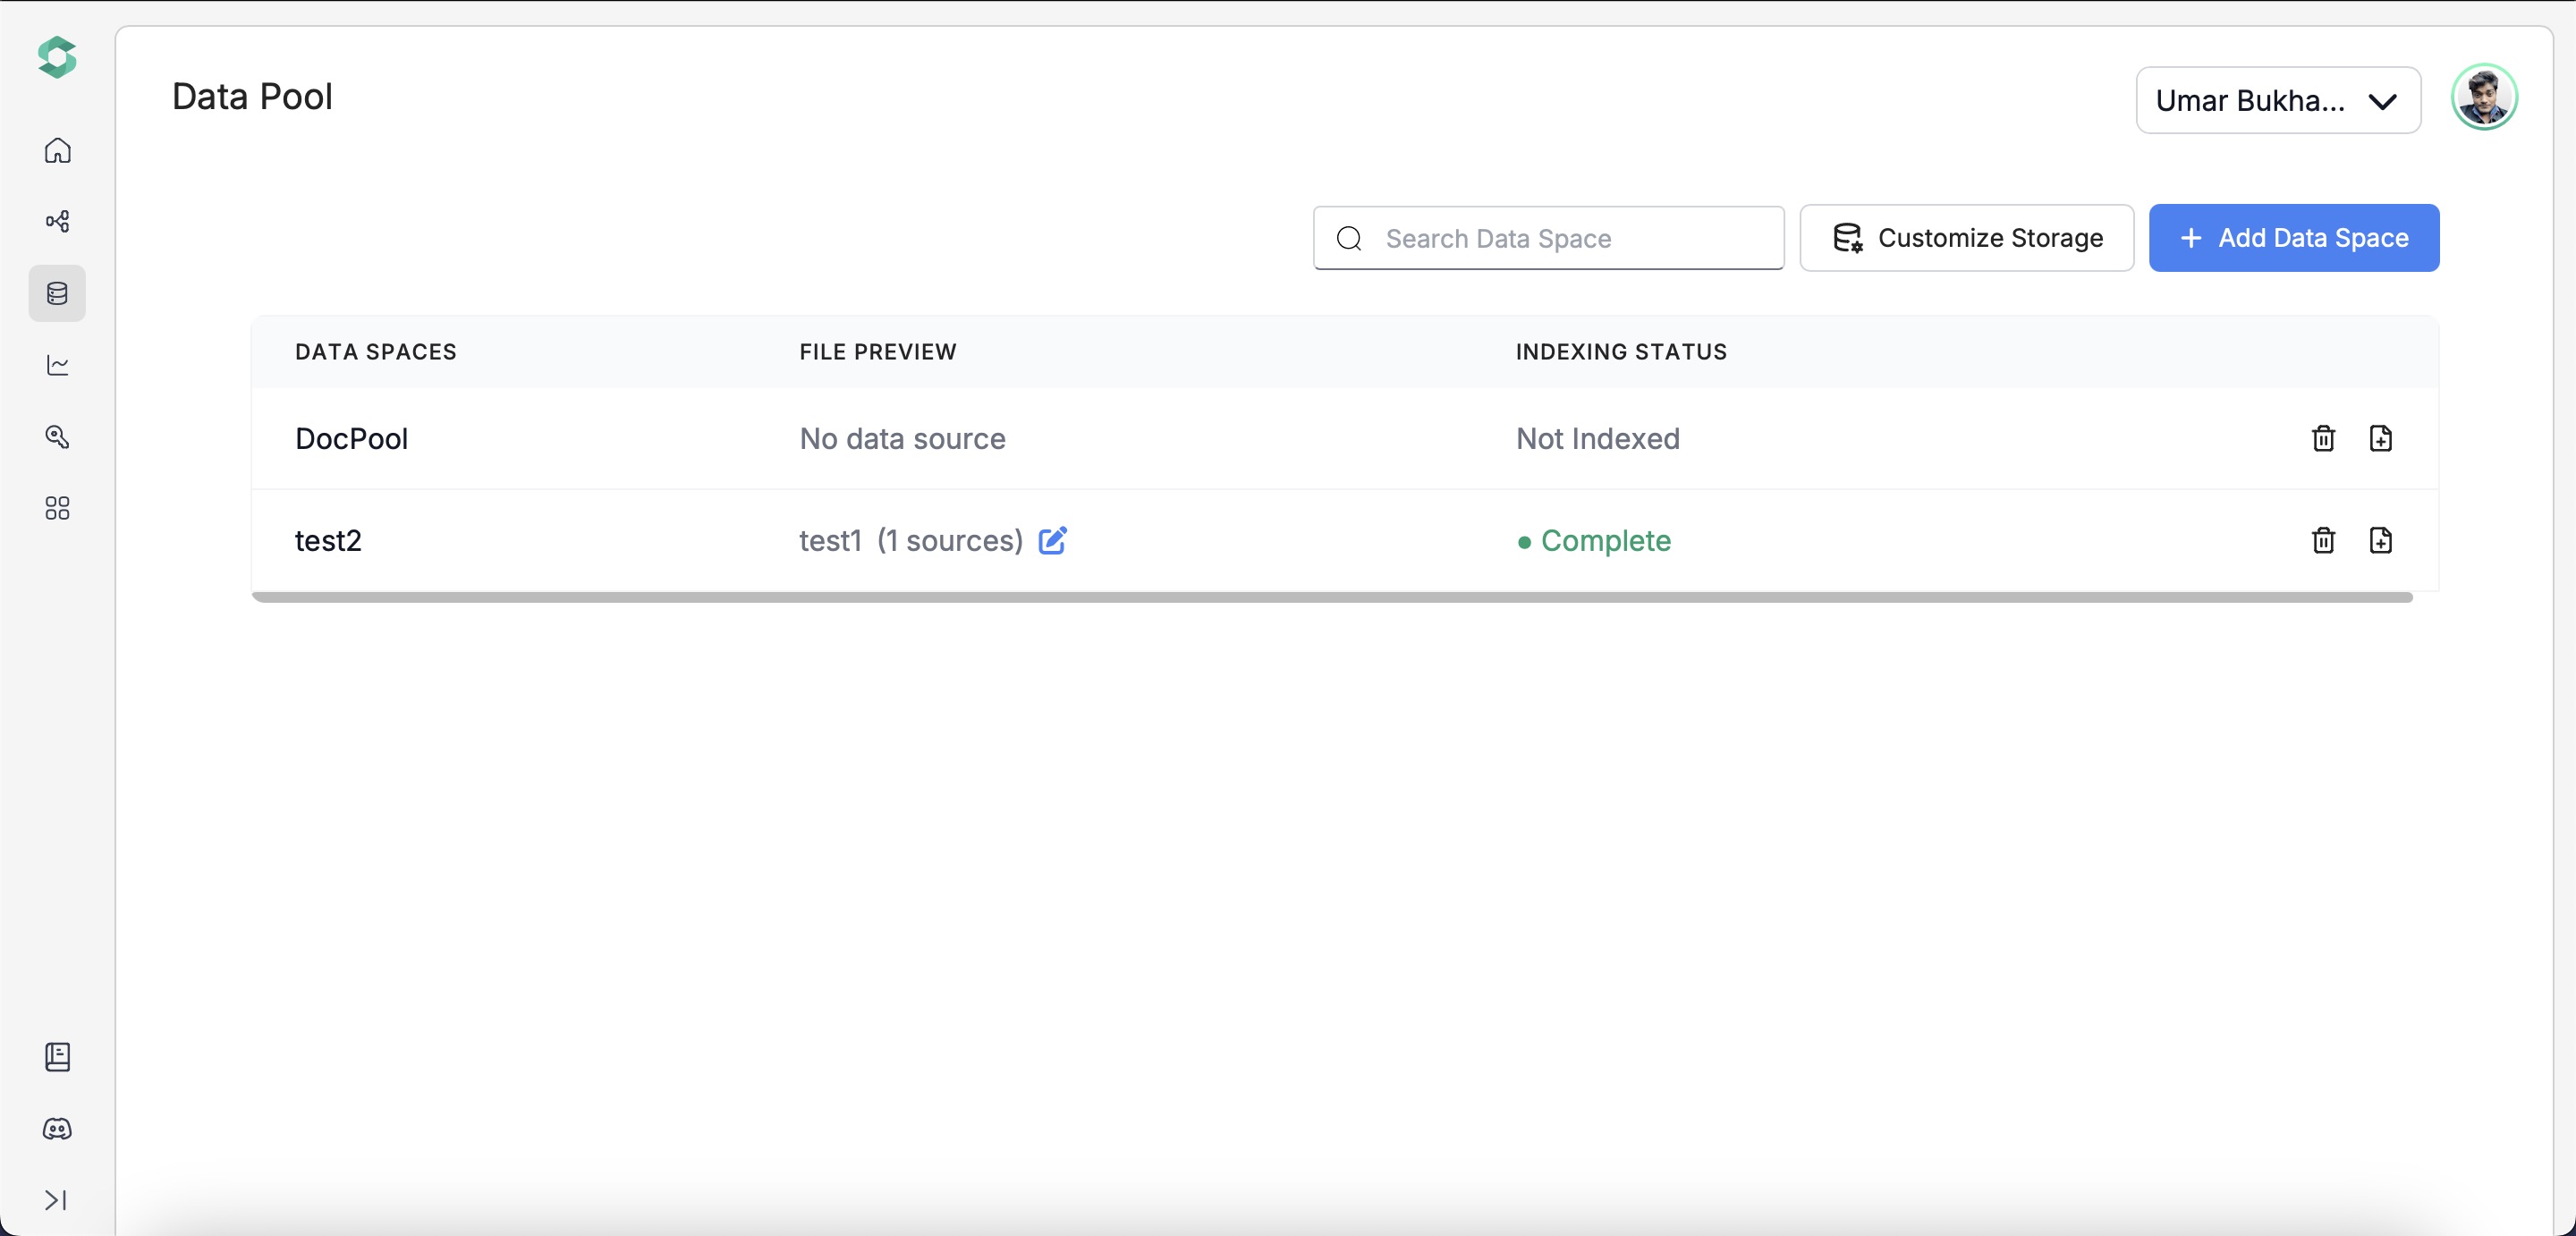 Data Pool
Umar Bukha...
Search Data Space
Customize Storage
Add Data Space
DATA SPACES FILE PREVIEW INDEXING STATUS
DocPool No data source Not Indexed
test2 test1 (1 sources) Complete